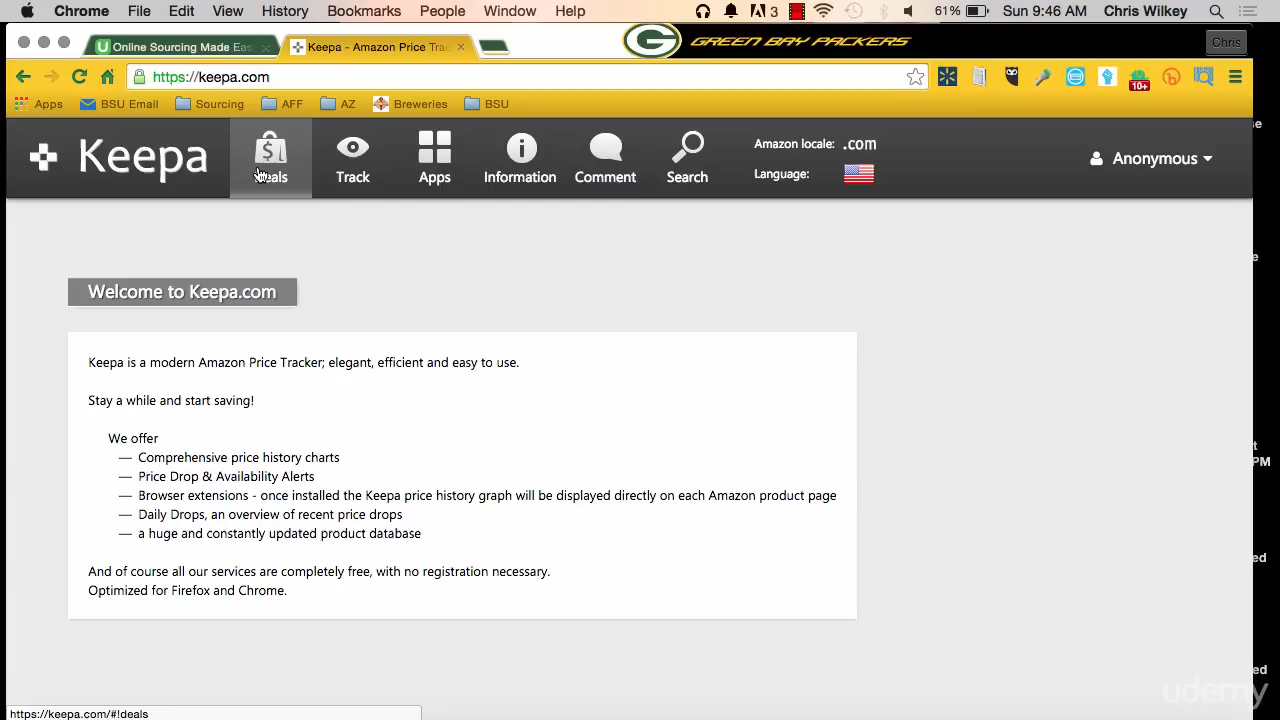 Chrome File Edit View History Bookmarks People Window Help 3 61% Sun 9:46 AM Chris Wilkey
Online Sourcing Made Eas Keepa - Amazon Price Tra GREEN BAY PACKERS Chris
https://keepa.com 10+
Apps BSU Email Sourcing AFF AZ Breweries BSU
Keepa Track Apps Information Comment Search
Amazon locale: .com
Language:
Anonymous
Welcome to Keepa.com
Keepa is a modern Amazon Price Tracker; elegant, efficient and easy to use.
Stay a while and start saving!
We offer
— Comprehensive price history charts
— Price Drop & Availability Alerts
— Browser extensions - once installed the Keepa price history graph will be displayed directly on each Amazon product page
— Daily Drops, an overview of recent price drops
— a huge and constantly updated product database
And of course all our services are completely free, with no registration necessary.
Optimized for Firefox and Chrome.
PM
ed
ed
udemy
https://keepa.com/#!deals